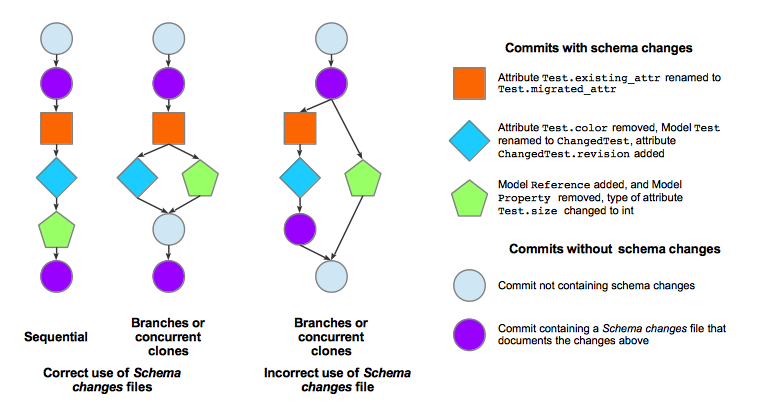 Commits with schema changes
Attribute Test.existing_attr renamed to
Test.migrated_attr
Attribute Test.color removed, Model Test
renamed to ChangedTest, attribute
ChangedTest.revision added
Model Reference added, and Model
Property removed, type of attribute
Test.size changed to int
Commits without schema changes
Commit not containing schema changes
Commit containing a Schema changes file that
documents the changes above
Sequential
Branches or
concurrent
clones
Branches or
concurrent
clones
Correct use of Schema
changes files
Incorrect use of Schema
changes file